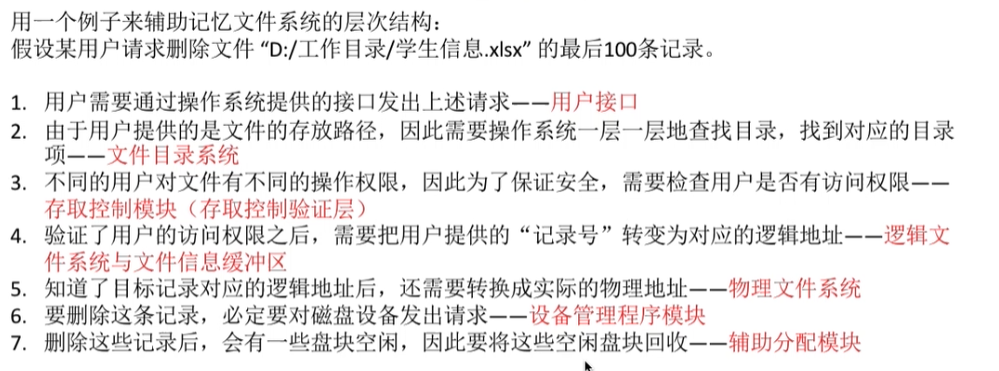 用一个例子来辅助记忆文件系统的层次结构：
假设某用户请求删除文件 “D:/工作目录/学生信息.xlsx” 的最后100条记录。
1. 用户需要通过操作系统提供的接口发出上述请求——用户接口
2. 由于用户提供的是文件的存放路径，因此需要操作系统一层一层地查找目录，找到对应的目录
项——文件目录系统
3. 不同的用户对文件有不同的操作权限，因此为了保证安全，需要检查用户是否有访问权限——
存取控制模块（存取控制验证层）
4. 验证了用户的访问权限之后，需要把用户提供的“记录号”转变为对应的逻辑地址——逻辑文
件系统与文件信息缓冲区
5. 知道了目标记录对应的逻辑地址后，还需要转换成实际的物理地址——物理文件系统
6. 要删除这条记录，必定要对磁盘设备发出请求——设备管理程序模块
7. 删除这些记录后，会有一些盘块空闲，因此要将这些空闲盘块回收——辅助分配模块